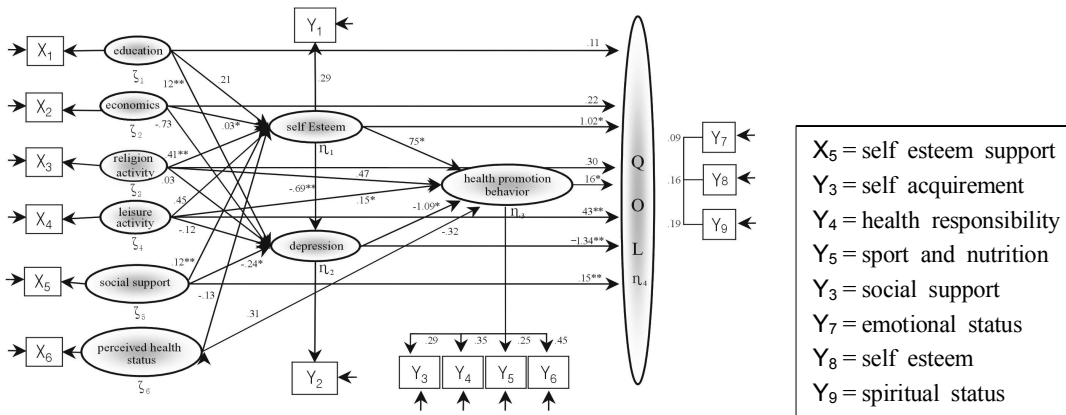 Y1
X1
education
ζ1
.11
.21
12**
.29
X2
economics
ζ2
-.73
.03*
self Esteem
η1
.22
1.02*
75*
X3
religion
activity
ζ3
41**
.03
.47
-.69**
.15*
health promotion
behavior
η3
.30
16*
X4
leisure
activity
ζ4
.45
-.12
-1.09*
-.32
43**
depression
η2
-1.34**
X5
social support
ζ5
.12**
-.24*
-.13
.15**
X6
perceived health
status
ζ6
.31
Q
O
L
η4
.09
Y7
.16
Y8
.19
Y9
.29
.35
.25
.45
Y2
Y3
Y4
Y5
Y6
X5 = self esteem support
Y3 = self acquirement
Y4 = health responsibility
Y5 = sport and nutrition
Y3 = social support
Y7 = emotional status
Y8 = self esteem
Y9 = spiritual status